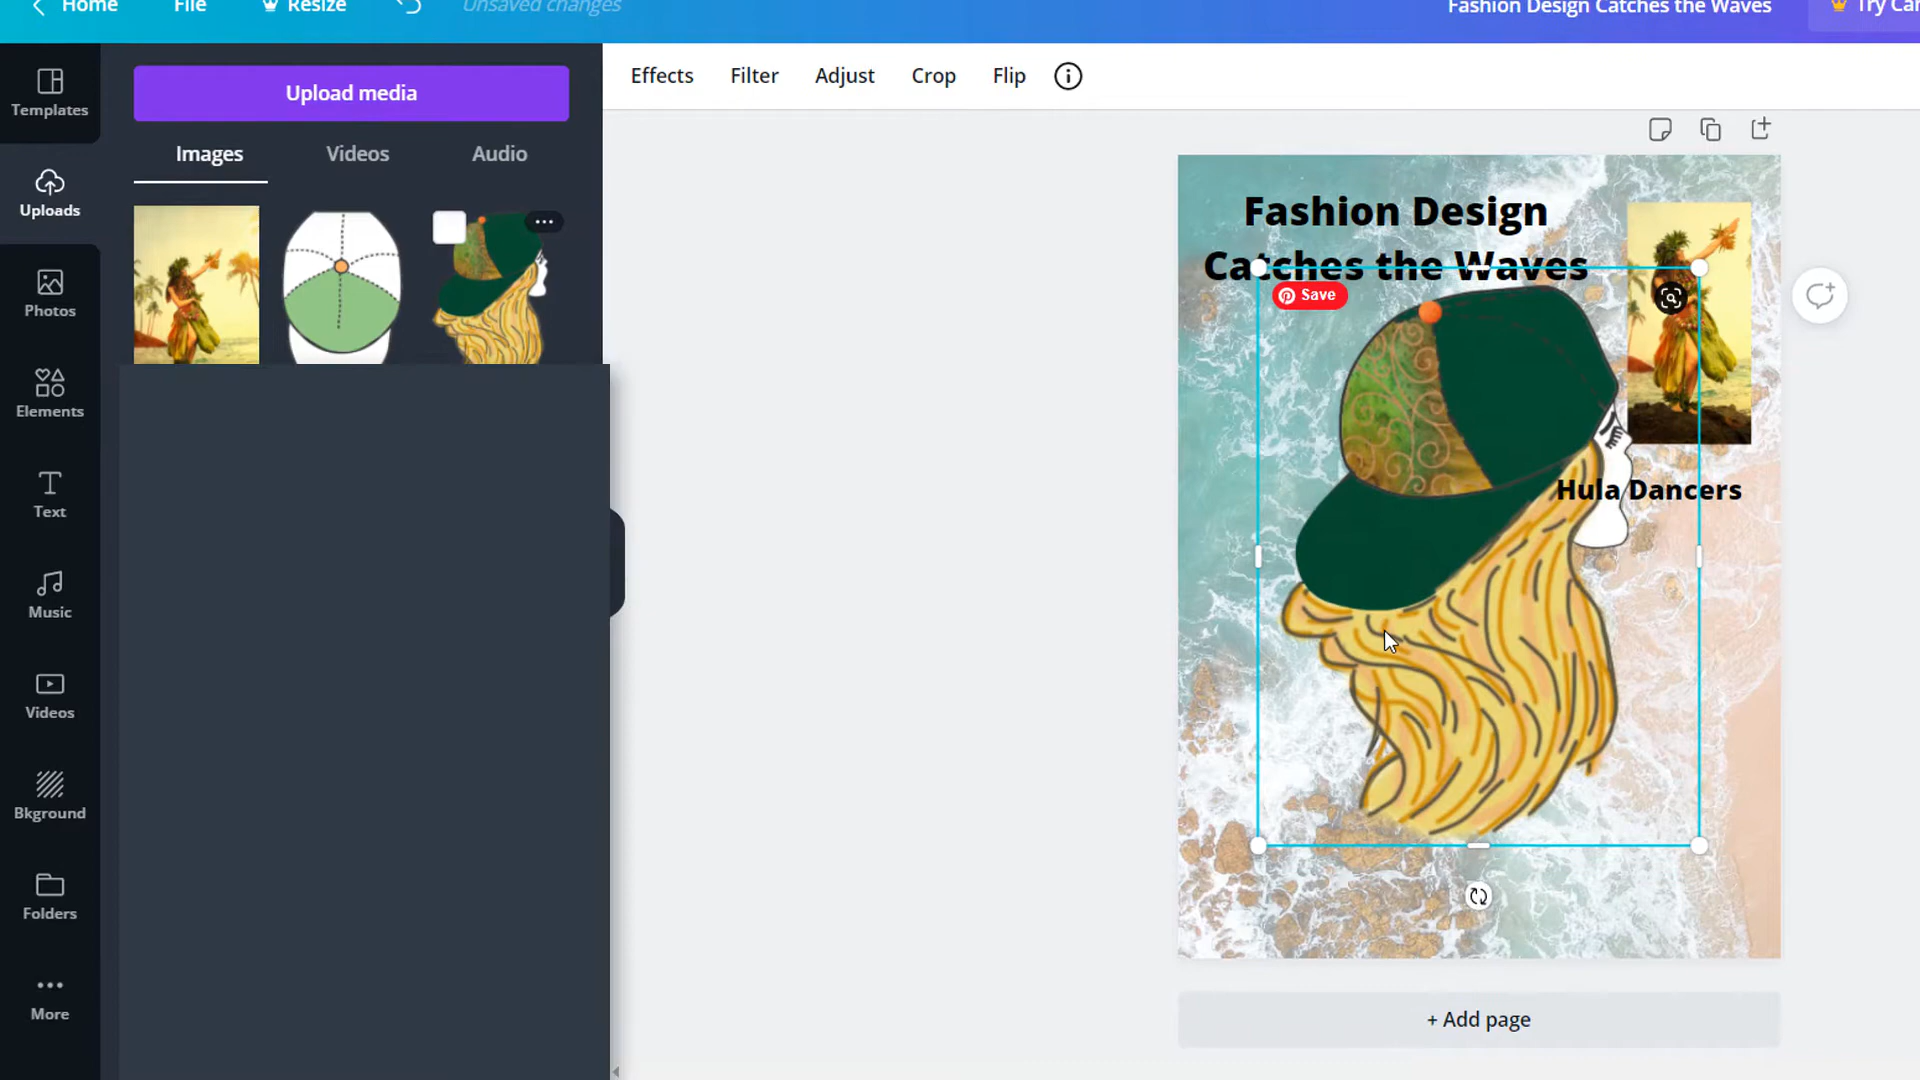 Home
File
Resize
Unsaved changes
Fashion Design Catches the Waves
Templates
Upload media
Effects
Filter
Adjust
Crop
Flip
Images
Videos
Audio
Uploads
Photos
Elements
Text
Music
Videos
Bkground
Folders
More
Fashion Design
Catches the Waves
Save
Hula Dancers
+ Add page